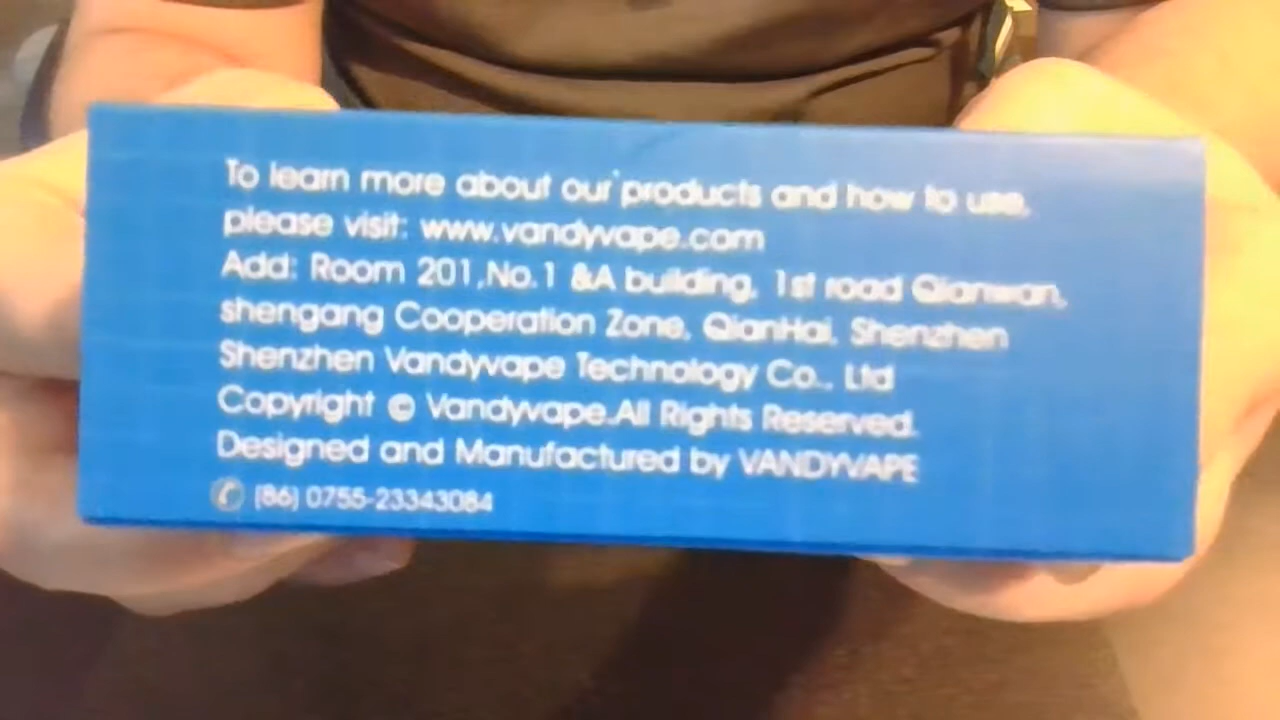 To learn more about our products and how to use,
please visit: www.vandyvape.com
Add: Room 201,No.1 &A building, 1st road Qianwan,
shengang Cooperation Zone, QianHai, Shenzhen
Shenzhen Vandyvape Technology Co., Ltd
Copyright © Vandyvape.All Rights Reserved.
Designed and Manufactured by VANDYVAPE
(86) 0755-23343084